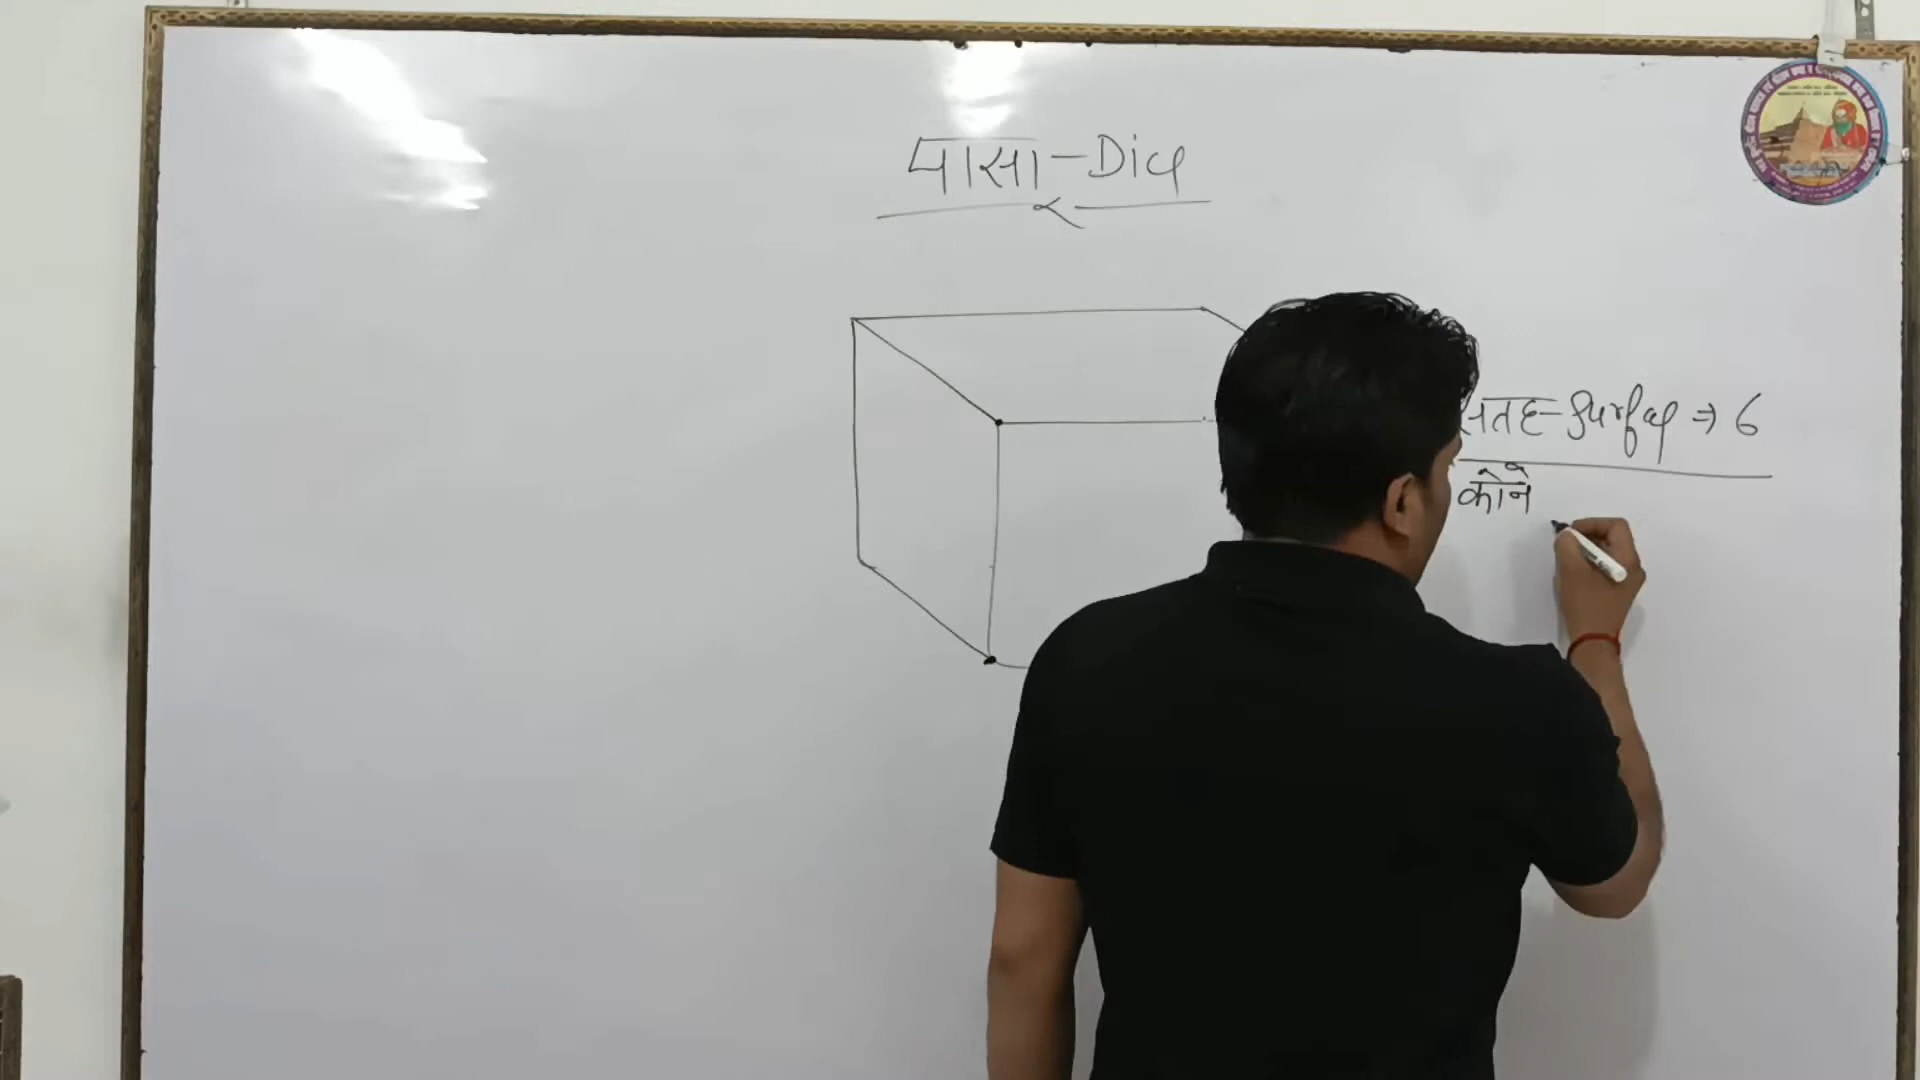 पासा - Dice
सतह - Surface ⇒ 6
कोने